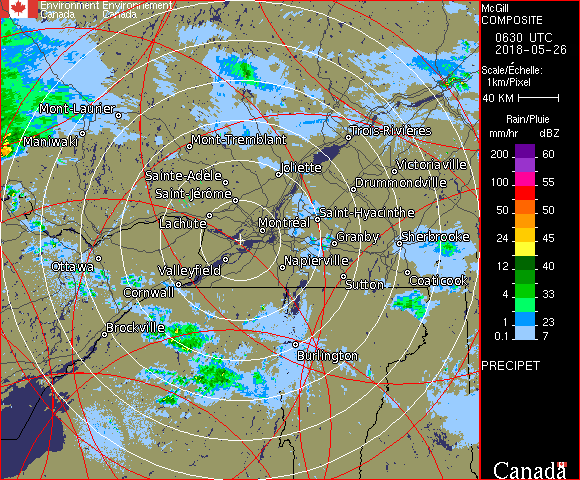 Environment Environnement
Canada Canada
Mont-Laurier
Maniwaki
Mont-Tremblant
Trois-Rivières
Joliette
Victoriaville
Sainte-Adèle
Drummondville
Saint-Jérôme
Lachute
Saint-Hyacinthe
Montréal
Granby
Sherbrooke
Ottawa
Valleyfield
Napierville
Cornwall
Sutton
Coaticook
Brockville
Burlington
McGill
COMPOSITE
0630 UTC
2018-05-26
Scale/Échelle:
1km/Pixel
40 KM
Rain/Pluie
mm/hr dBZ
200 60
100 55
50 50
24 45
12 40
4 33
1 23
0.1 7
PRECIPET
Canada